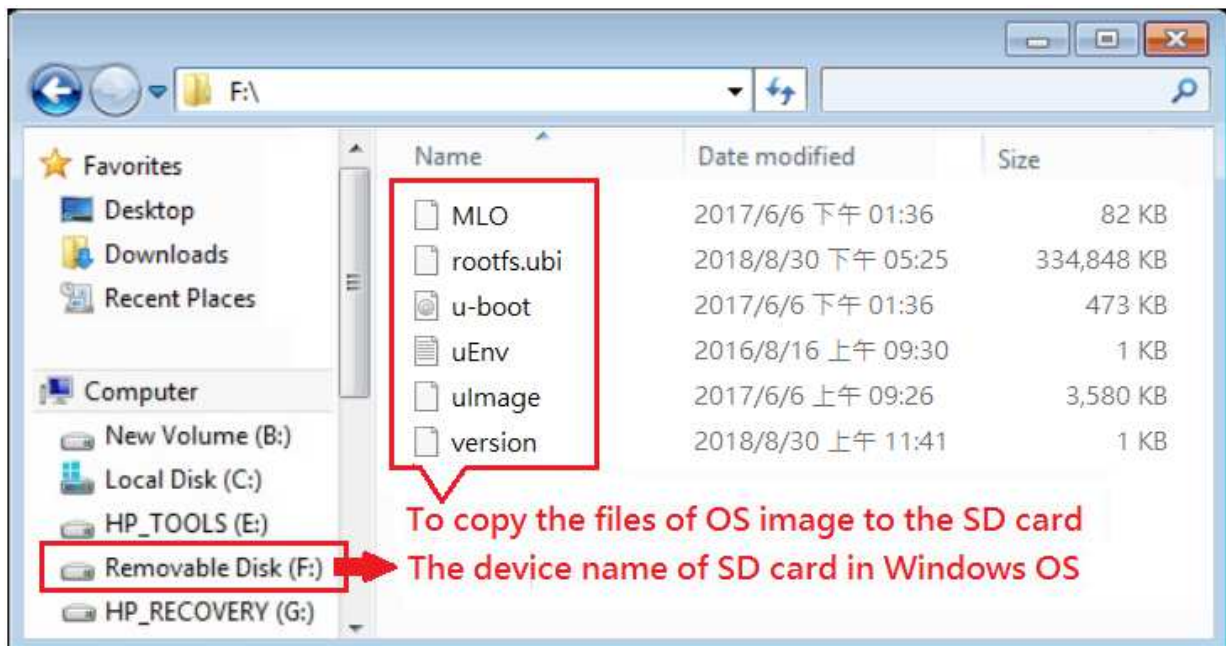 F:\
Favorites
Desktop
Downloads
Recent Places
Computer
New Volume (B:)
Local Disk (C:)
HP_TOOLS (E:)
Removable Disk (F:)
HP_RECOVERY (G:)
Name Date modified Size
MLO 2017/6/6 下午 01:36 82 KB
rootfs.ubi 2018/8/30 下午 05:25 334,848 KB
u-boot 2017/6/6 下午 01:36 473 KB
uEnv 2016/8/16 上午 09:30 1 KB
uImage 2017/6/6 上午 09:26 3,580 KB
version 2018/8/30 上午 11:41 1 KB
To copy the files of OS image to the SD card
The device name of SD card in Windows OS